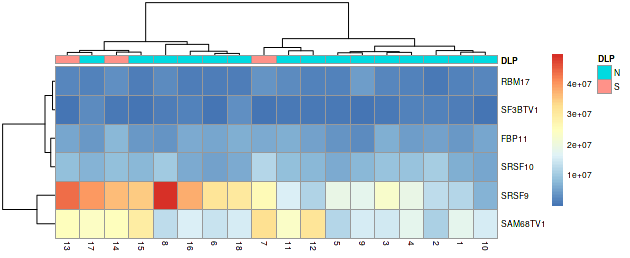 DLP
RBM17
SF3BTV1
FBP11
SRSF10
SRSF9
SAM68TV1
13 17 14 15 8 16 6 18 7 11 12 5 9 3 4 2 1 10
4e+07
3e+07
2e+07
1e+07
DLP
N
S